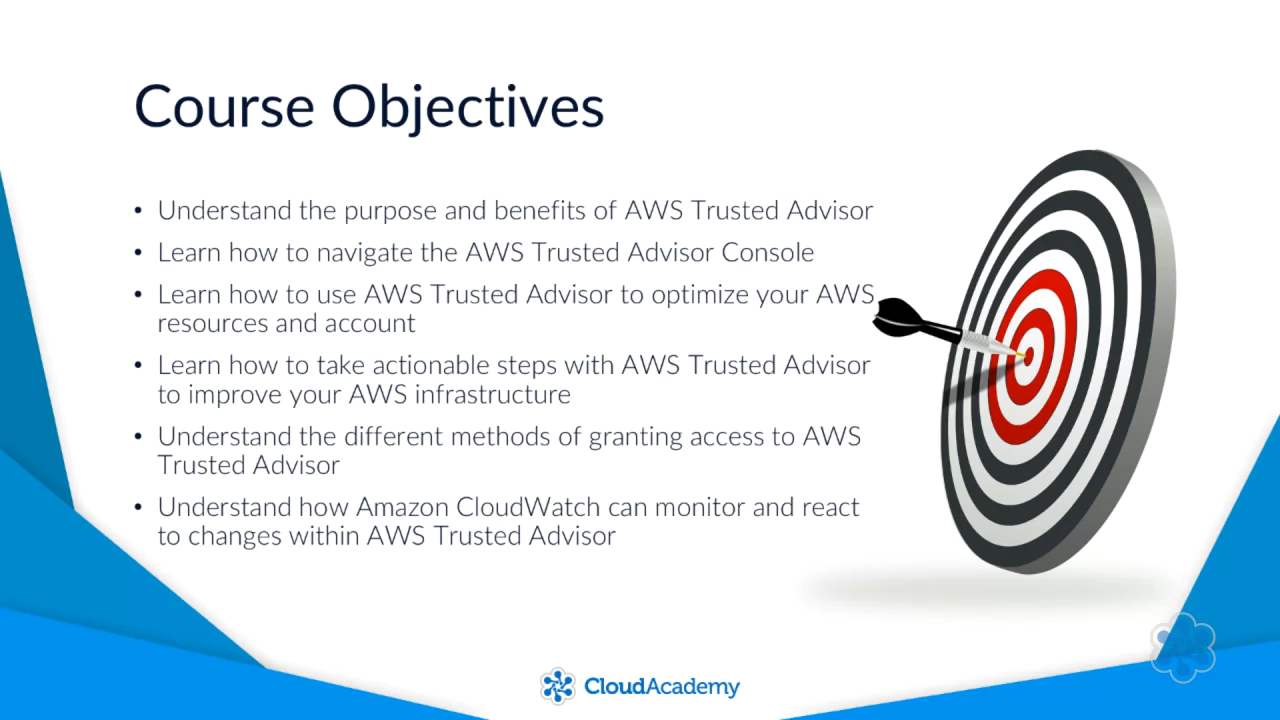 Course Objectives
• Understand the purpose and benefits of AWS Trusted Advisor
• Learn how to navigate the AWS Trusted Advisor Console
• Learn how to use AWS Trusted Advisor to optimize your AWS
resources and account
• Learn how to take actionable steps with AWS Trusted Advisor
to improve your AWS infrastructure
• Understand the different methods of granting access to AWS
Trusted Advisor
• Understand how Amazon CloudWatch can monitor and react
to changes within AWS Trusted Advisor
CloudAcademy